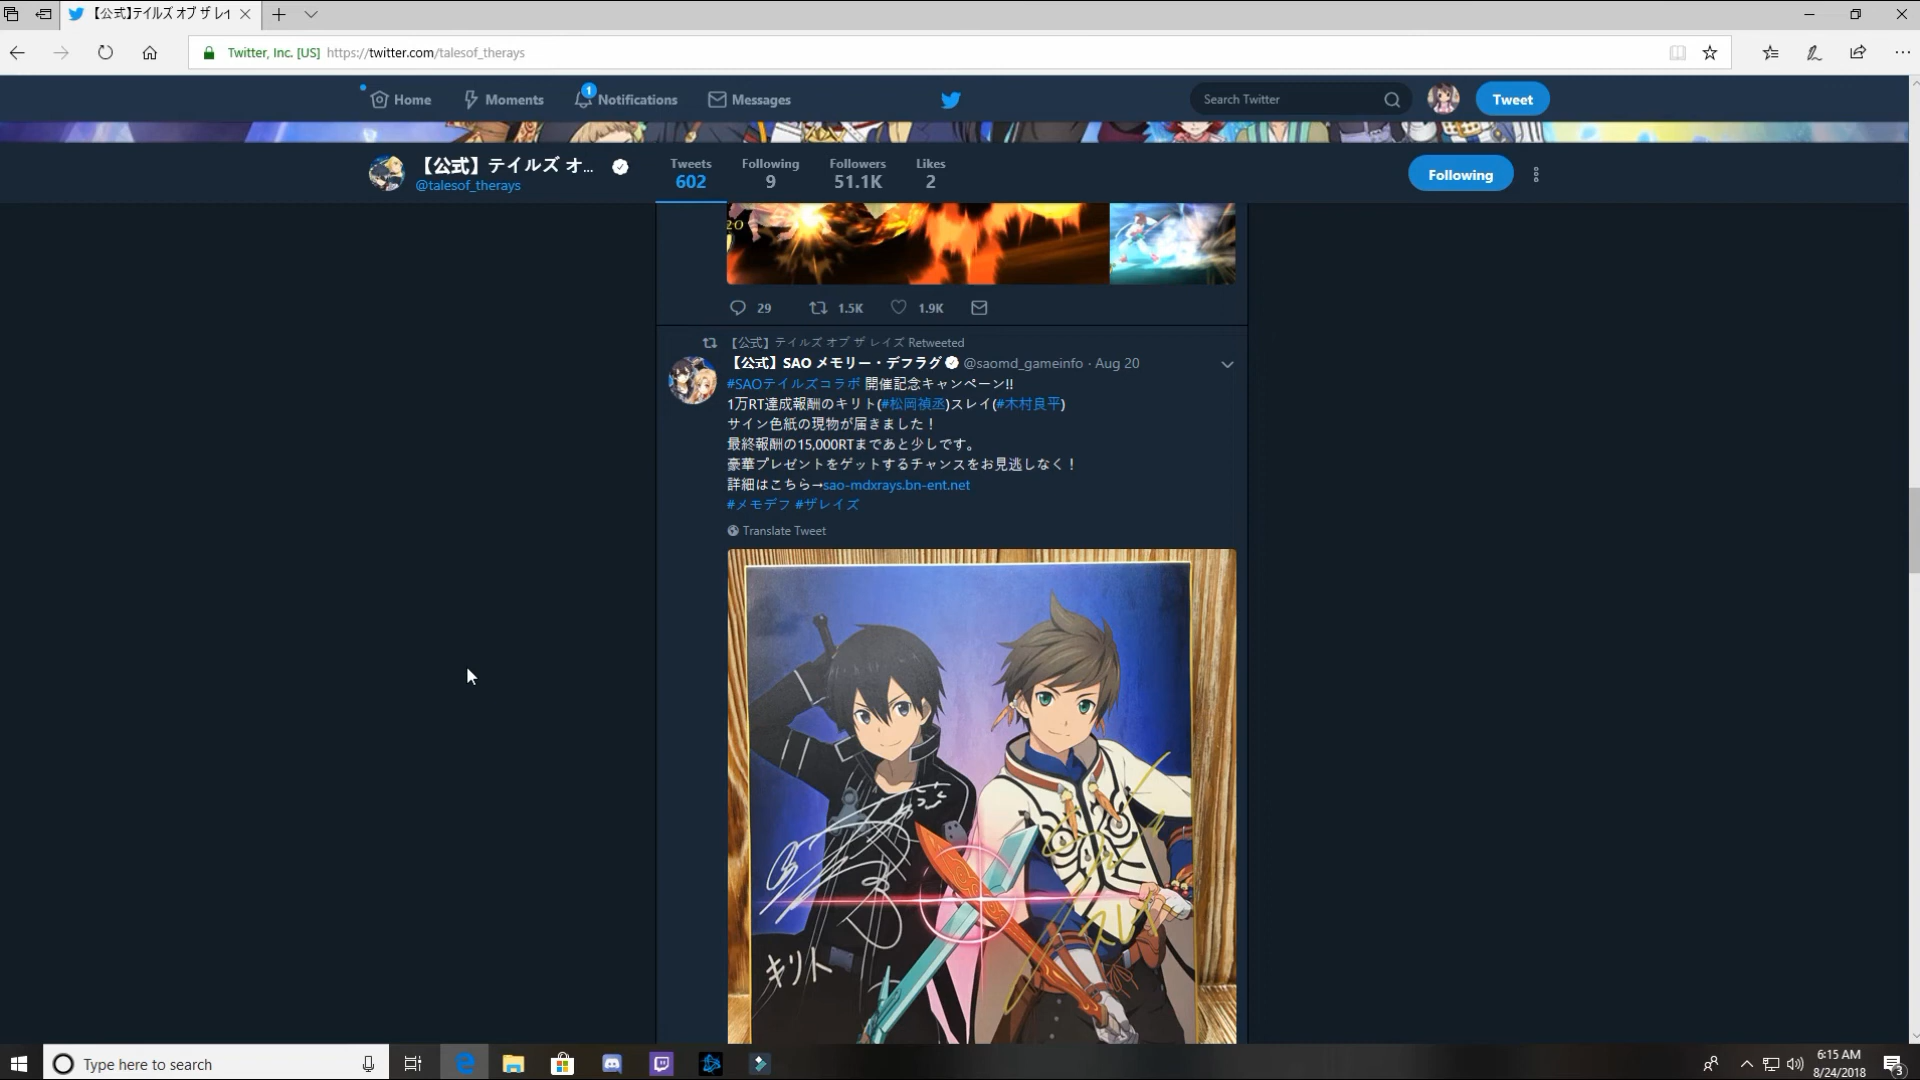 【公式】テイルズ オブ ザ レイ
Twitter, Inc. [US] https://twitter.com/talesof_therays
Home
Moments
1
Notifications
Messages
Search Twitter
Tweet
【公式】テイルズ オ...
@talesof_therays
Tweets
602
Following
9
Followers
51.1K
Likes
2
Following
20
29
1.5K
1.9K
【公式】テイルズ オブ ザ レイズ Retweeted
【公式】SAO メモリー・デフラグ @saomd_gameinfo · Aug 20
#SAOテイルズコラボ 開催記念キャンペーン!!
1万RT達成報酬のキリト(#松岡禎丞)スレイ(#木村良平)
サイン色紙の現物が届きました！
最終報酬の15,000RTまであと少しです。
豪華プレゼントをゲットするチャンスをお見逃しなく！
詳細はこちら→sao-mdxrays.bn-ent.net
#メモデフ #ザレイズ
Translate Tweet
キリト
スレイ
Type here to search
6:15 AM
8/24/2018
3